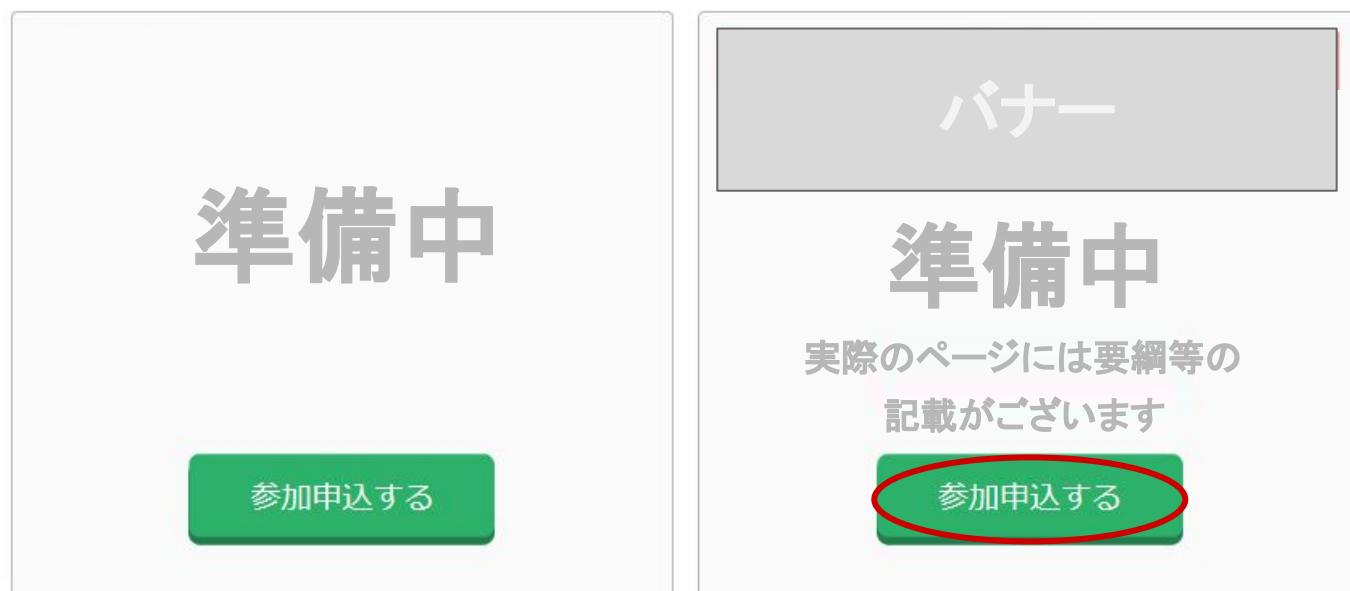 準備中
参加申込する
バナー
準備中
実際のページには要綱等の
記載がございます
参加申込する